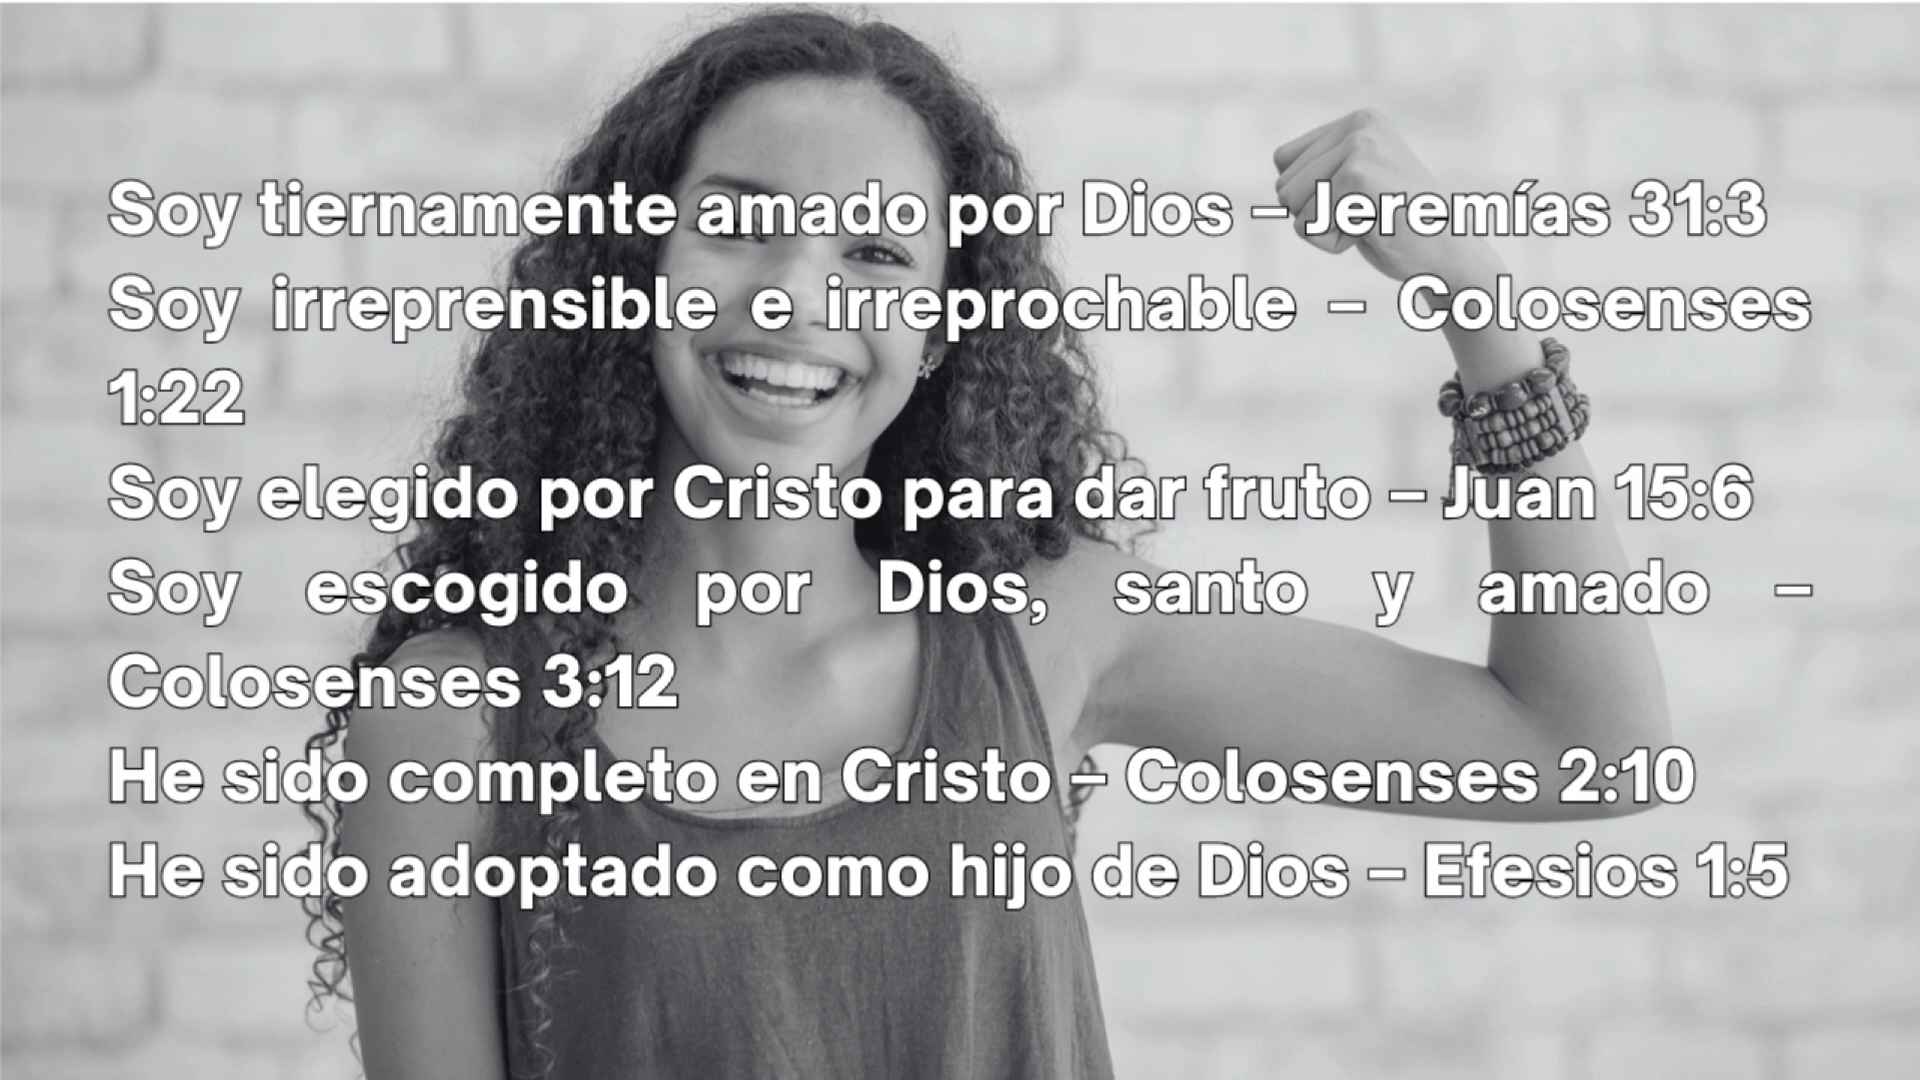 Soy tiernamente amado por Dios – Jeremías 31:3
Soy irreprensible e irreprochable – Colosenses
1:22
Soy elegido por Cristo para dar fruto – Juan 15:6
Soy escogido por Dios, santo y amado –
Colosenses 3:12
He sido completo en Cristo – Colosenses 2:10
He sido adoptado como hijo de Dios – Efesios 1:5